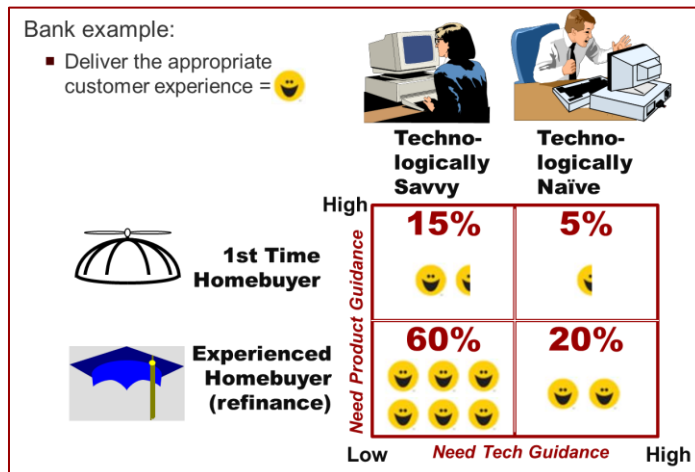 Bank example:
▪ Deliver the appropriate
customer experience =
Techno-
logically
Savvy
Techno-
logically
Naïve
High
1st Time
Homebuyer
15%
5%
Need Product Guidance
Experienced
Homebuyer
(refinance)
60%
20%
Low
Need Tech Guidance
High